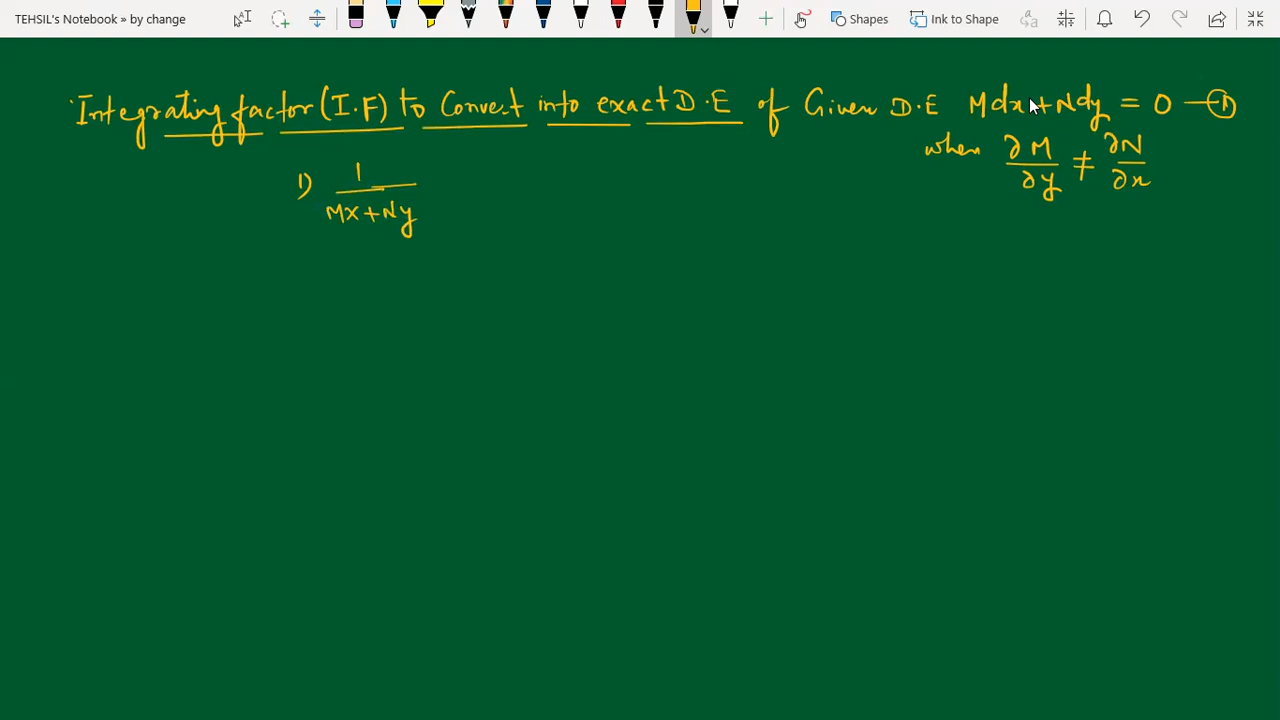 TEHSIL's Notebook » by change
Shapes
Ink to Shape
Integrating factor (I.F) to Convert into exact D.E of Given D.E Mdx+Ndy = 0 —①
when ∂M/∂y ≠ ∂N/∂x
1) 1/(Mx+Ny)